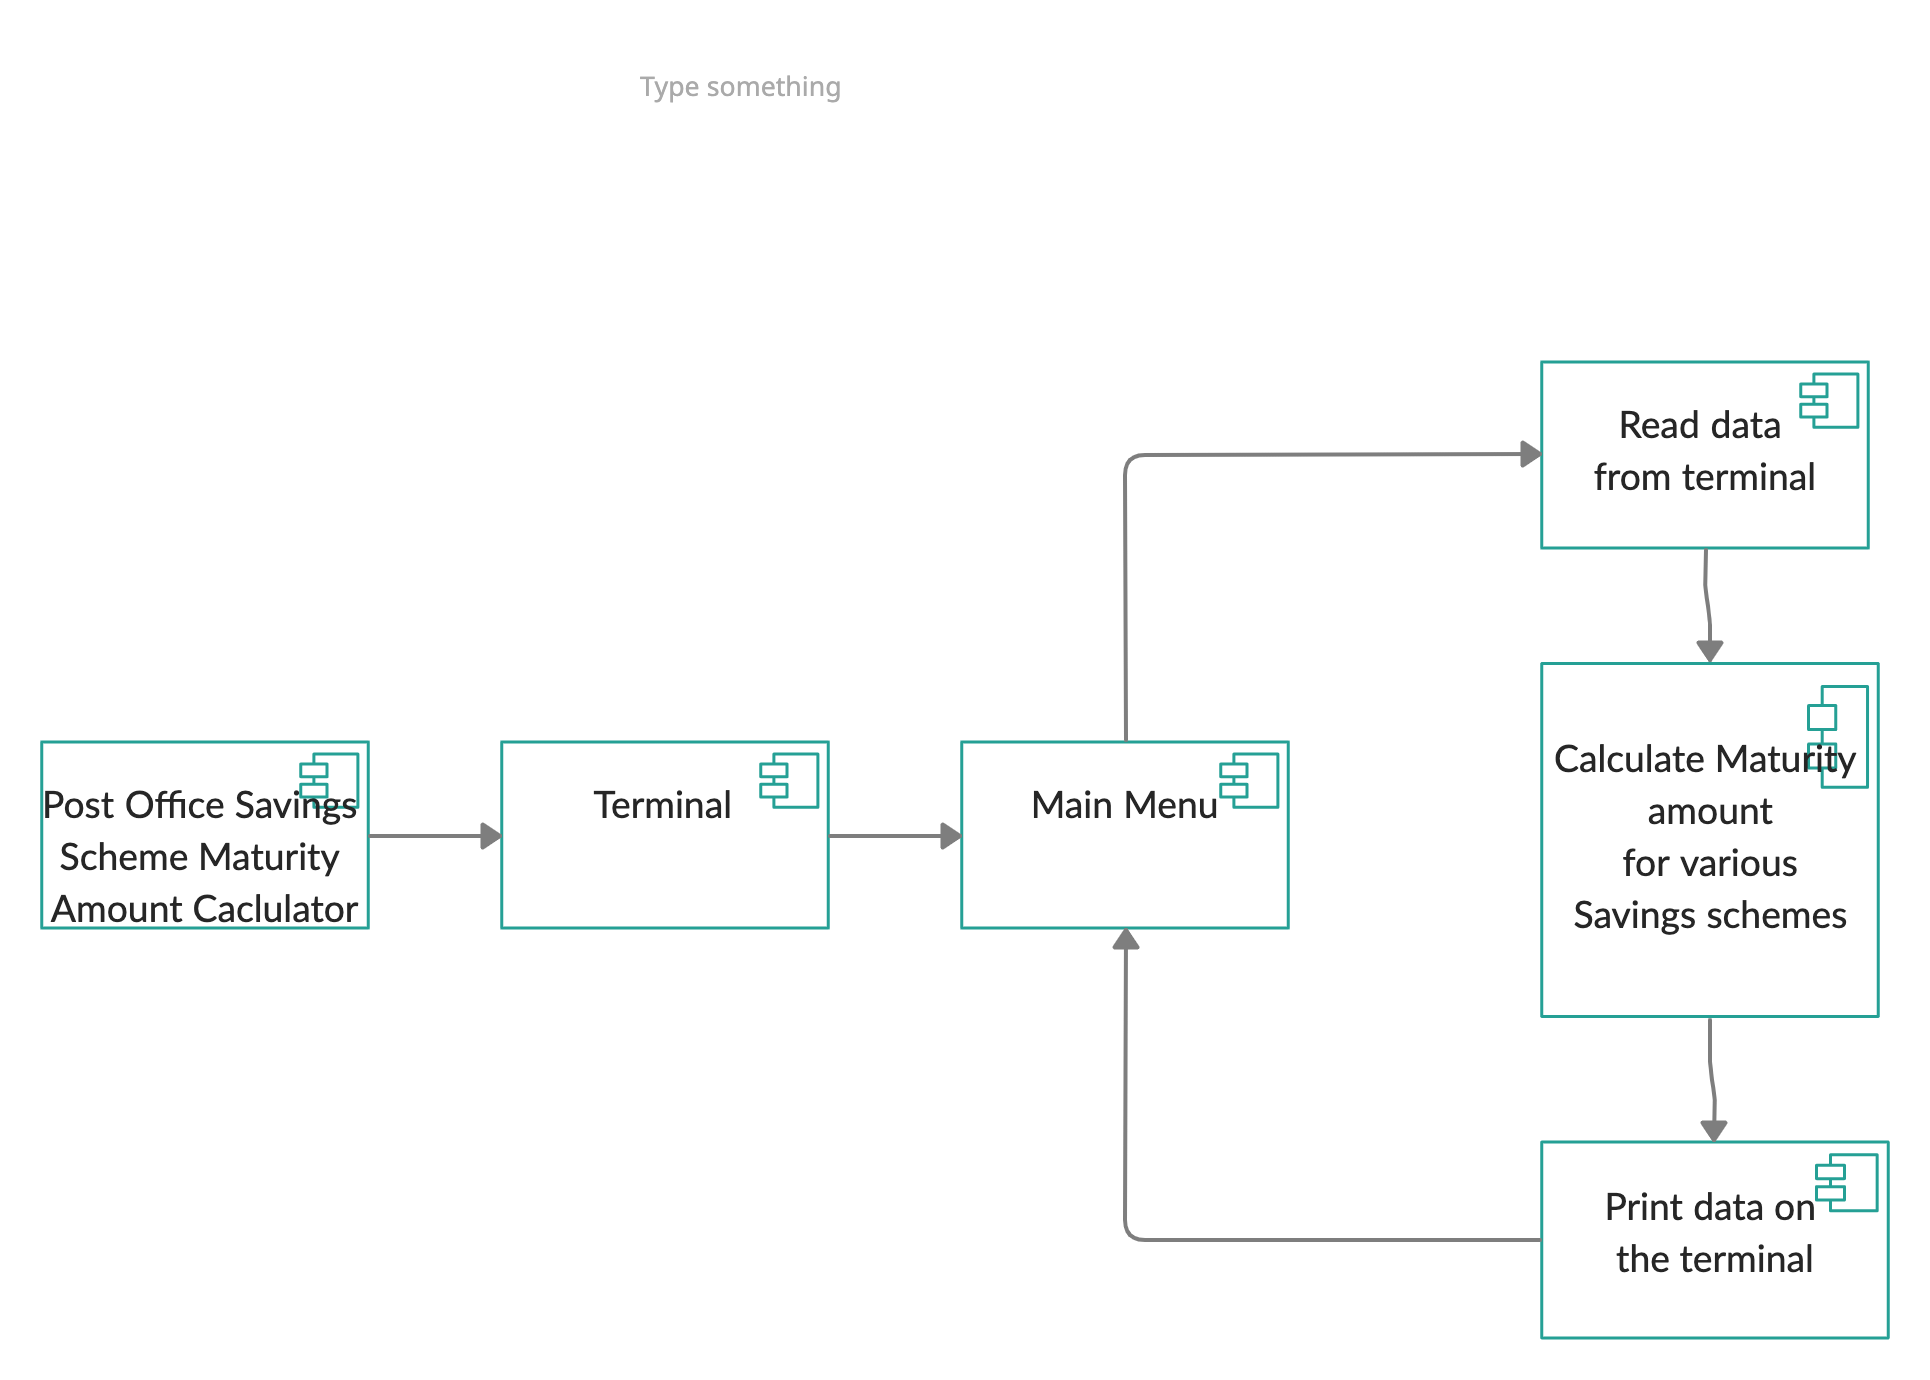 Type something
Read data
from terminal
Post Office Savings
Scheme Maturity
Amount Caclulator
Terminal
Main Menu
Calculate Maturity
amount
for various
Savings schemes
Print data on
the terminal